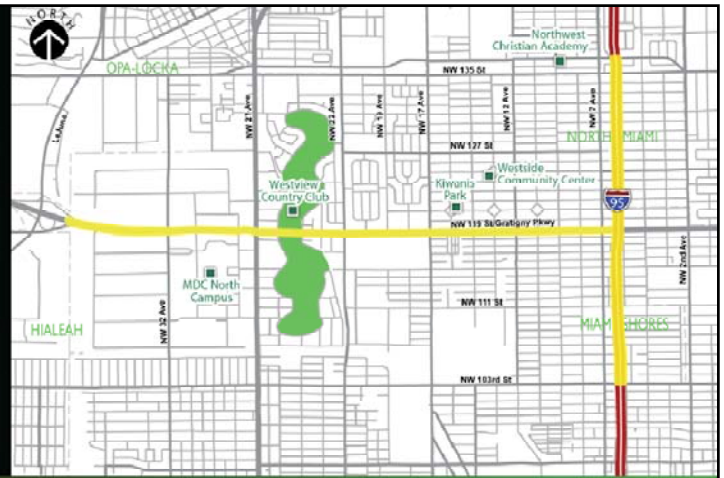 NORTH
Northwest
Christian Academy
OPA-LOCKA
NW 135 St
LeJune
NW 27 Ave
NW 22 Ave
NW 17 Ave
NW 12 Ave
NW 7 Ave
NORTH MIAMI
NW 127 St
Westside
Community Center
Westview
Country Club
Kiwanis
Park
95
NW 119 St/Gratigny Pkwy
NW 2nd Ave
MDC North
Campus
NW 32 Ave
NW 111 St
HIALEAH
MIAMI SHORES
NW 103rd St